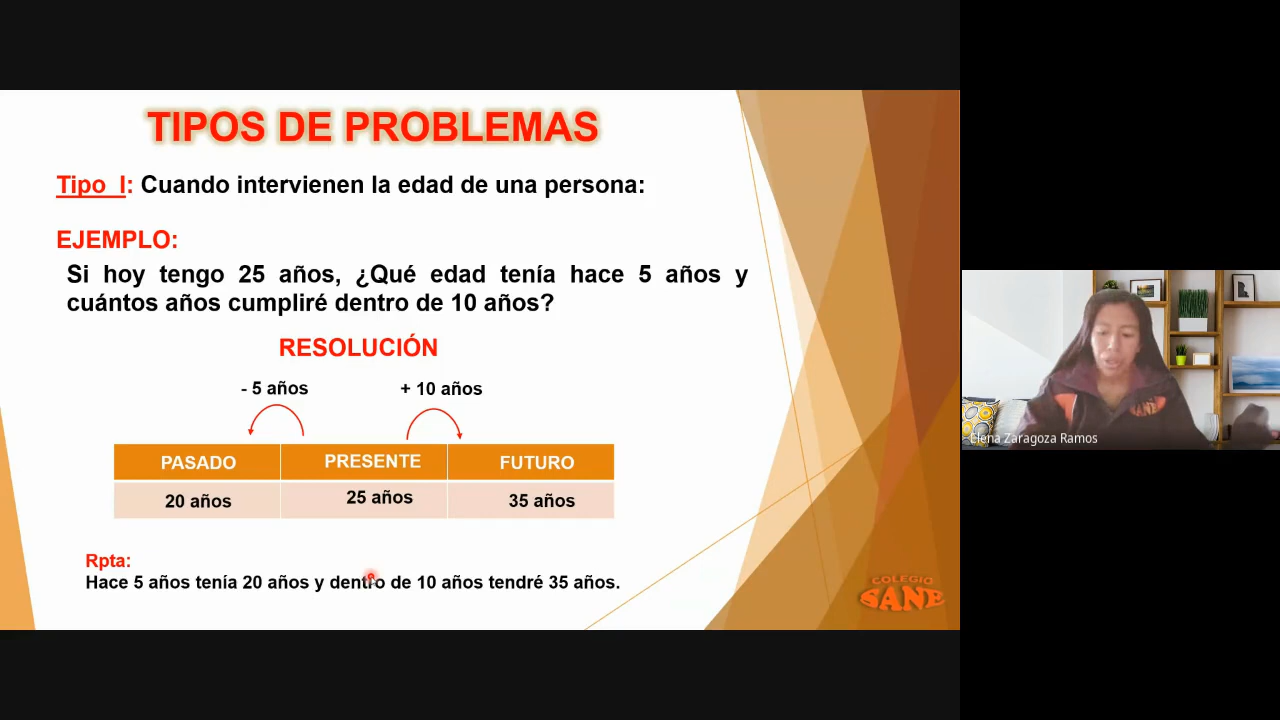 TIPOS DE PROBLEMAS
Tipo I: Cuando intervienen la edad de una persona:
EJEMPLO:
Si hoy tengo 25 años, ¿Qué edad tenía hace 5 años y
cuántos años cumpliré dentro de 10 años?
RESOLUCIÓN
- 5 años + 10 años
PASADO PRESENTE FUTURO
20 años 25 años 35 años
Rpta:
Hace 5 años tenía 20 años y dentro de 10 años tendré 35 años.
COLEGIO
SANE
Elena Zaragoza Ramos